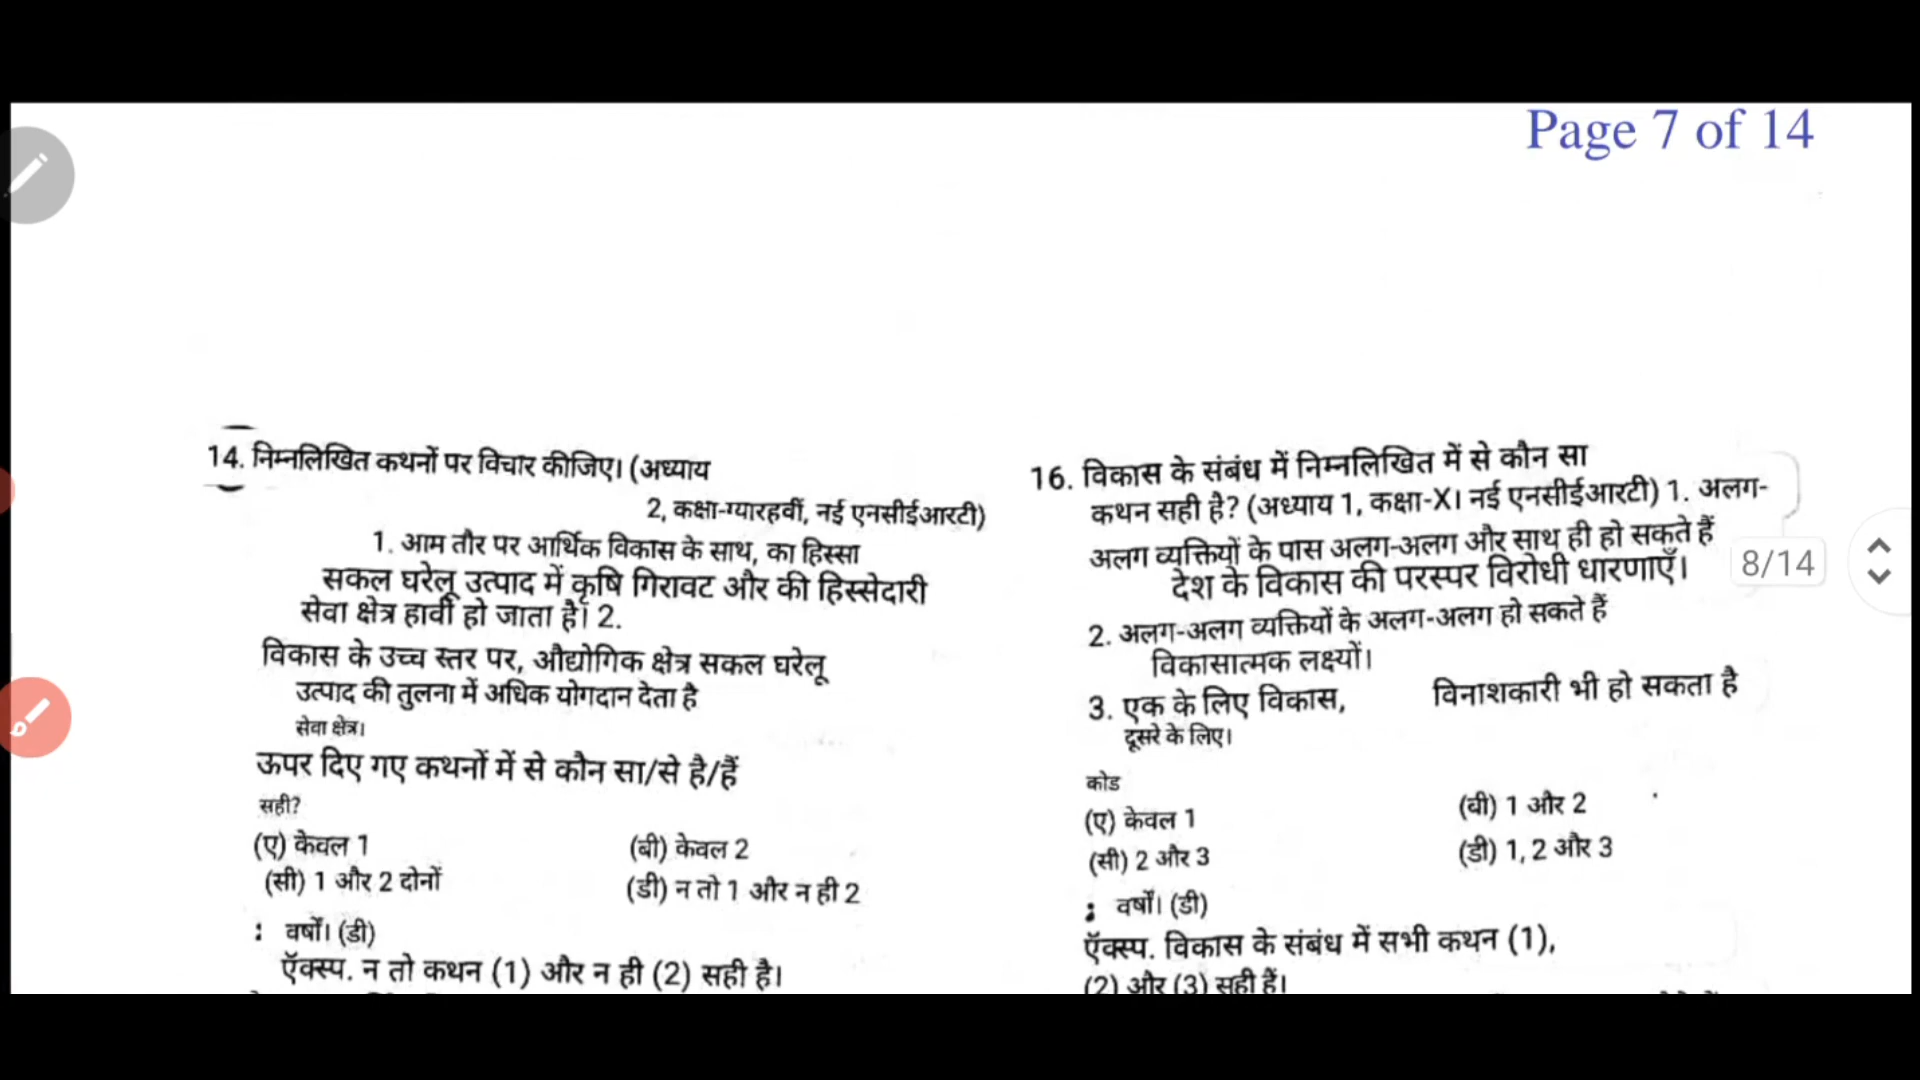 Page 7 of 14
14. निम्नलिखित कथनों पर विचार कीजिए। (अध्याय
2, कक्षा-ग्यारहवीं, नई एनसीईआरटी)
1. आम तौर पर आर्थिक विकास के साथ, का हिस्सा
सकल घरेलू उत्पाद में कृषि गिरावट और की हिस्सेदारी
सेवा क्षेत्र हावी हो जाता है। 2.
विकास के उच्च स्तर पर, औद्योगिक क्षेत्र सकल घरेलू
उत्पाद की तुलना में अधिक योगदान देता है
सेवा क्षेत्र।
ऊपर दिए गए कथनों में से कौन सा/से है/हैं
सही?
(ए) केवल 1
(बी) केवल 2
(सी) 1 और 2 दोनों
(डी) न तो 1 और न ही 2
: वर्षों। (डी)
ऍक्स्प. न तो कथन (1) और न ही (2) सही है।
16. विकास के संबंध में निम्नलिखित में से कौन सा
कथन सही है? (अध्याय 1, कक्षा-X। नई एनसीईआरटी) 1. अलग-
अलग व्यक्तियों के पास अलग-अलग और साथ ही हो सकते हैं
देश के विकास की परस्पर विरोधी धारणाएँ।
2. अलग-अलग व्यक्तियों के अलग-अलग हो सकते हैं
विकासात्मक लक्ष्यों।
3. एक के लिए विकास, विनाशकारी भी हो सकता है
दूसरे के लिए।
कोड
(ए) केवल 1
(बी) 1 और 2
(सी) 2 और 3
(डी) 1, 2 और 3
; वर्षों। (डी)
ऍक्स्प. विकास के संबंध में सभी कथन (1),
(2) और (3) सही हैं।
8/14